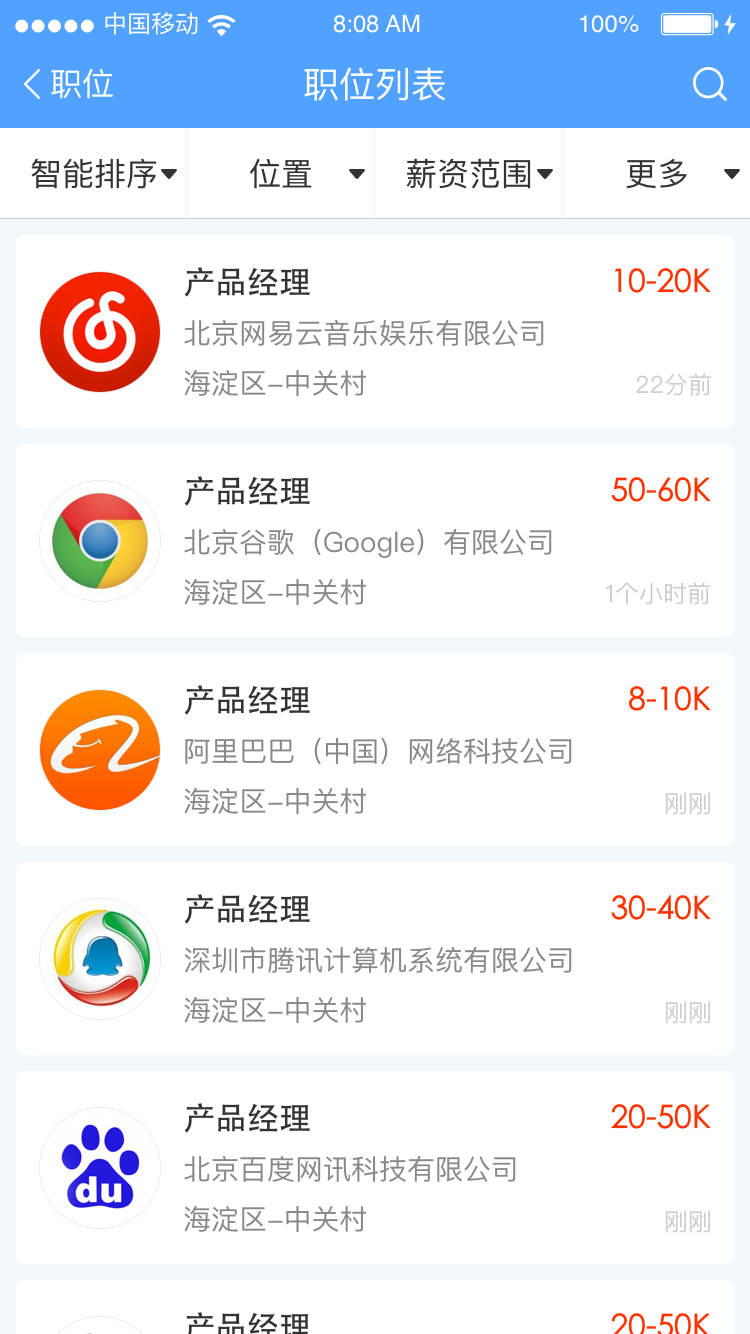 中国移动 8:08 AM 100%
职位 职位列表
智能排序 位置 薪资范围 更多
产品经理 10-20K
北京网易云音乐娱乐有限公司
海淀区–中关村 22分前
产品经理 50-60K
北京谷歌（Google）有限公司
海淀区–中关村 1个小时前
产品经理 8-10K
阿里巴巴（中国）网络科技公司
海淀区–中关村 刚刚
产品经理 30-40K
深圳市腾讯计算机系统有限公司
海淀区–中关村 刚刚
产品经理 20-50K
du
北京百度网讯科技有限公司
海淀区–中关村 刚刚
产品经理 20-50K